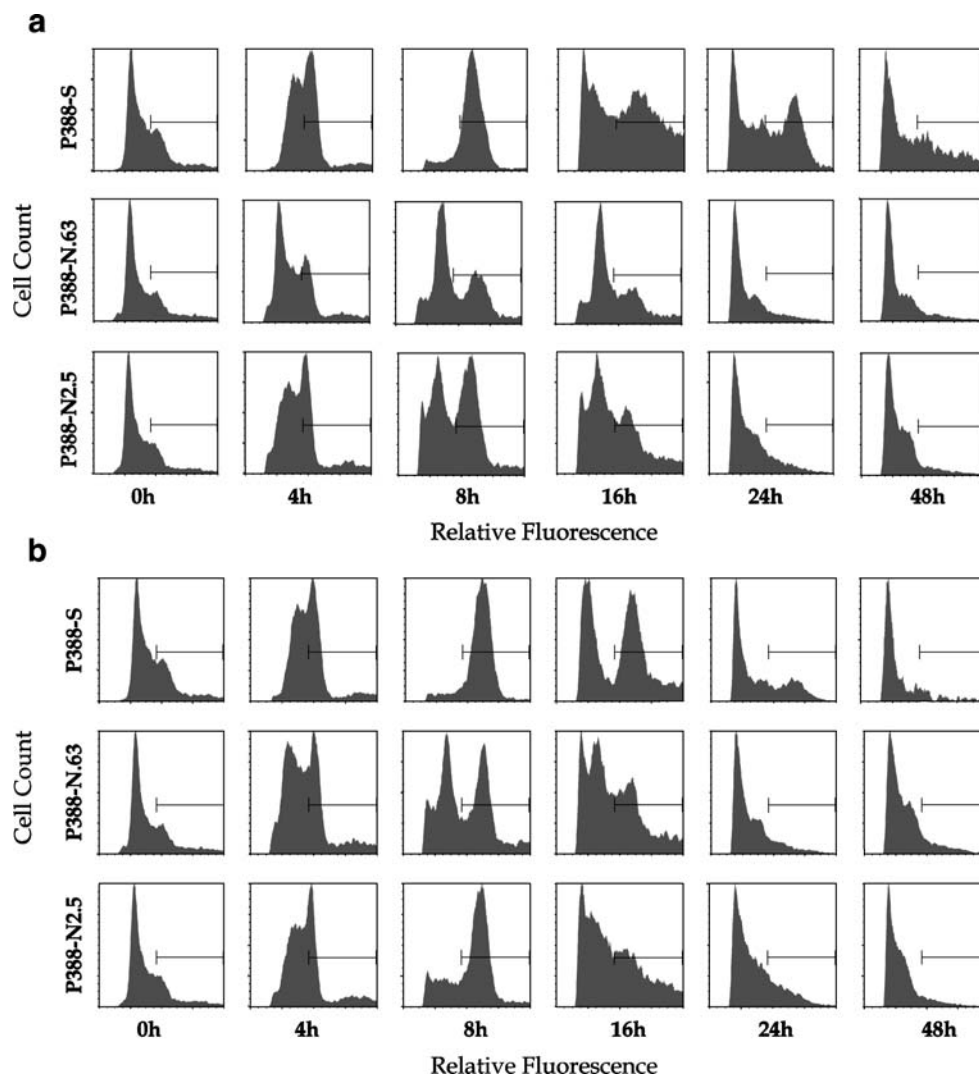 a
P388-S
P388-N.63
P388-N2.5
Cell Count
0h 4h 8h 16h 24h 48h
Relative Fluorescence
b
P388-S
P388-N.63
P388-N2.5
Cell Count
0h 4h 8h 16h 24h 48h
Relative Fluorescence